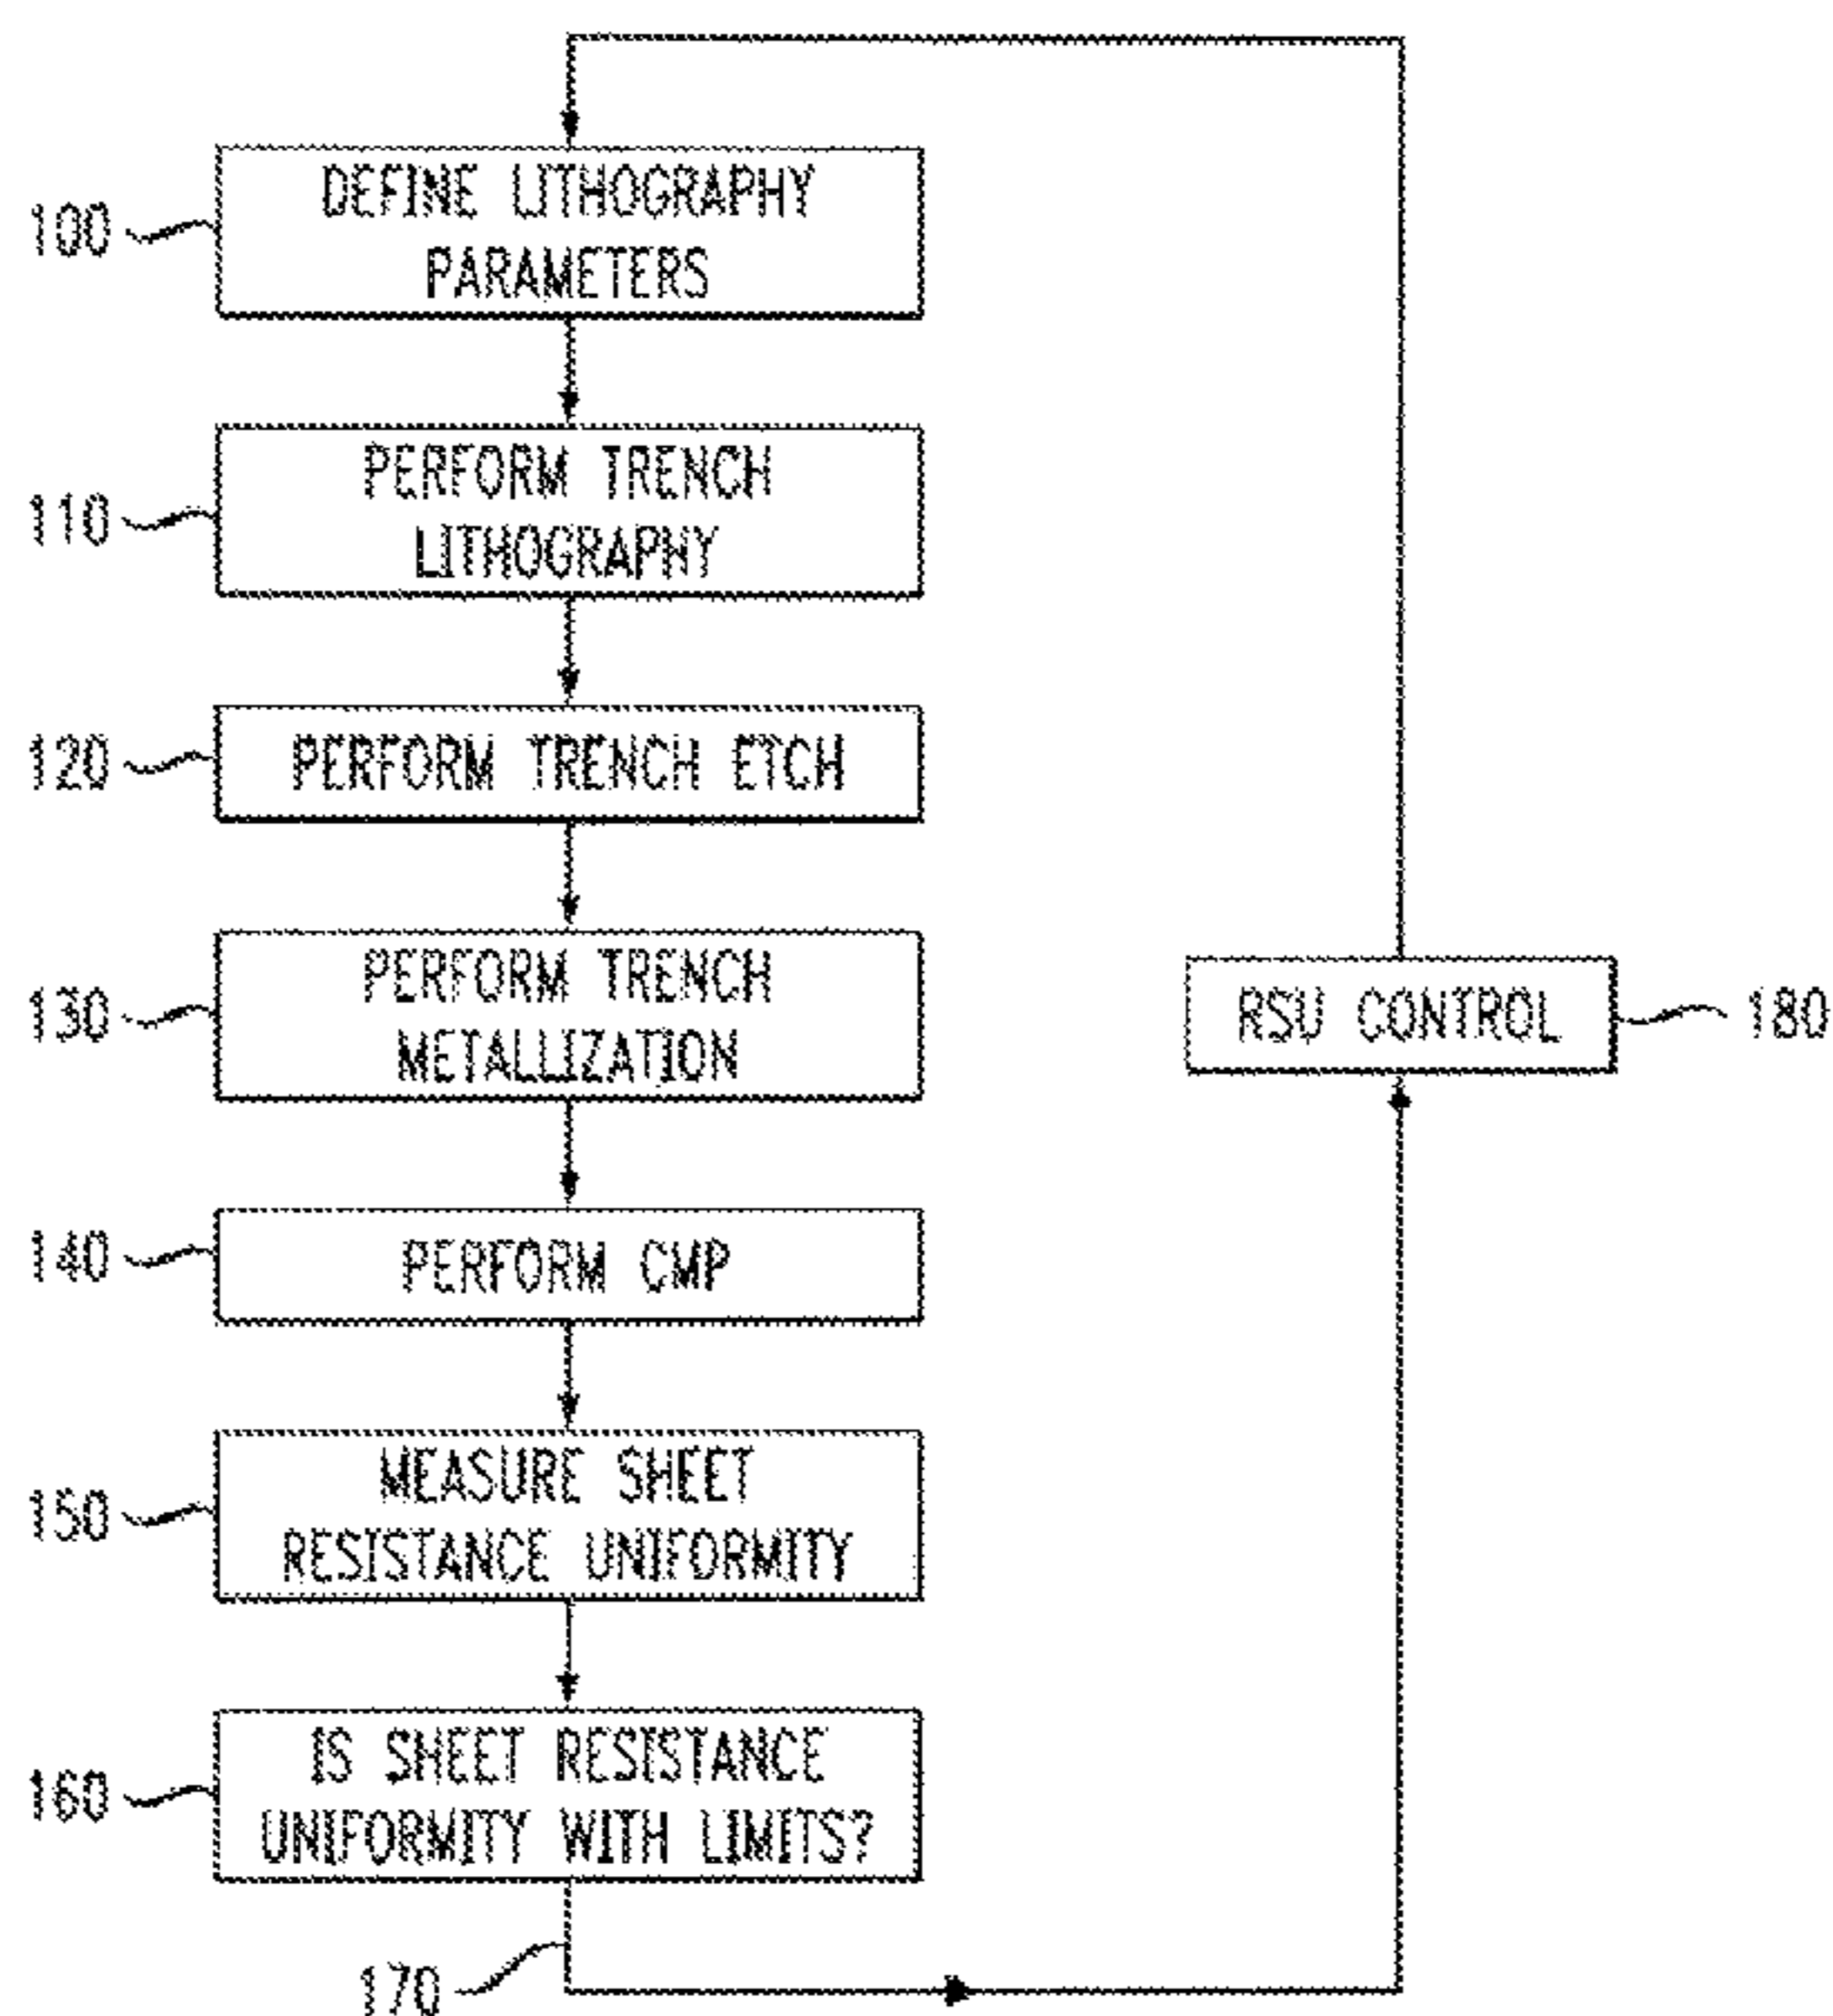 100
DEFINE LITHOGRAPHY
PARAMETERS
110
PERFORM TRENCH
LITHOGRAPHY
120
PERFORM TRENCH ETCH
130
PERFORM TRENCH
METALLIZATION
RSU CONTROL
180
140
PERFORM CMP
150
MEASURE SHEET
RESISTANCE UNIFORMITY
160
IS SHEET RESISTANCE
UNIFORMITY WITH LIMITS?
170